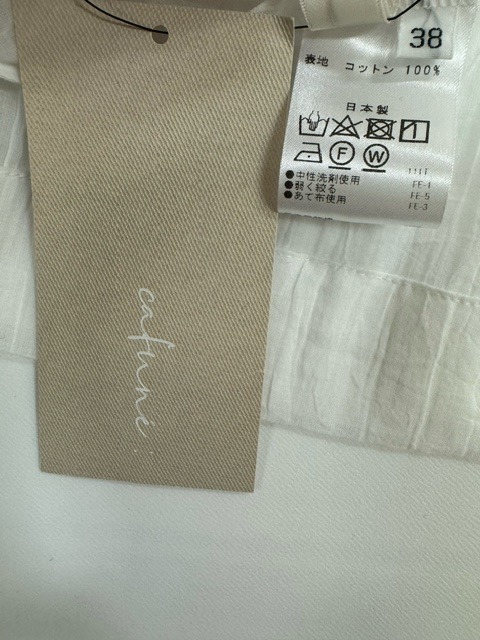 38
表地 コットン 100%
日本製
F W
●中性洗剤使用
●弱く絞る
●あて布使用
FE-1
FE-5
FE-3
cafuné